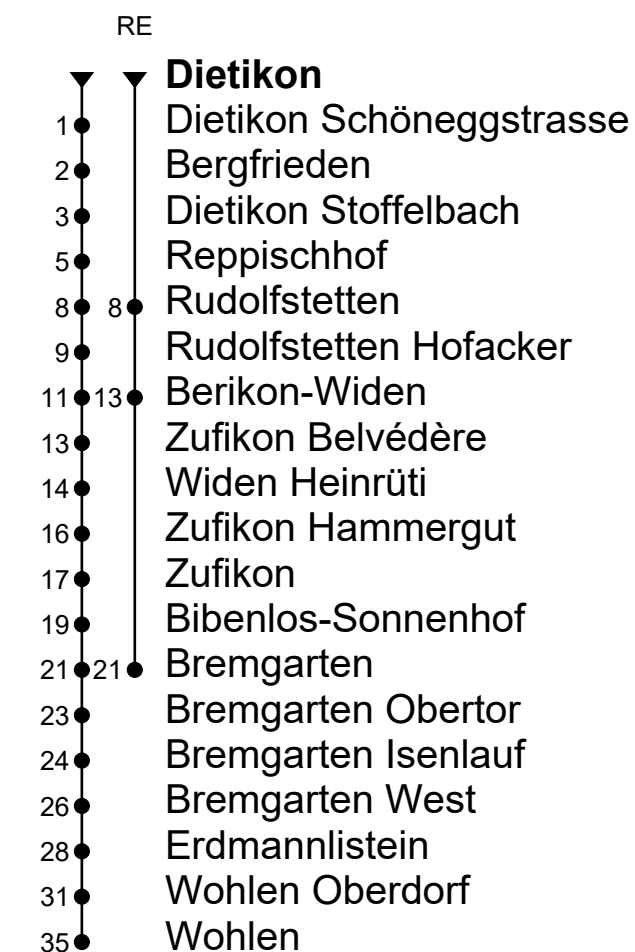 RE
Dietikon
1 Dietikon Schöneggstrasse
2 Bergfrieden
3 Dietikon Stoffelbach
5 Reppischhof
8 8 Rudolfstetten
9 Rudolfstetten Hofacker
11 13 Berikon-Widen
13 Zufikon Belvédère
14 Widen Heinrüti
16 Zufikon Hammergut
17 Zufikon
19 Bibenlos-Sonnenhof
21 21 Bremgarten
23 Bremgarten Obertor
24 Bremgarten Isenlauf
26 Bremgarten West
28 Erdmannlistein
31 Wohlen Oberdorf
35 Wohlen